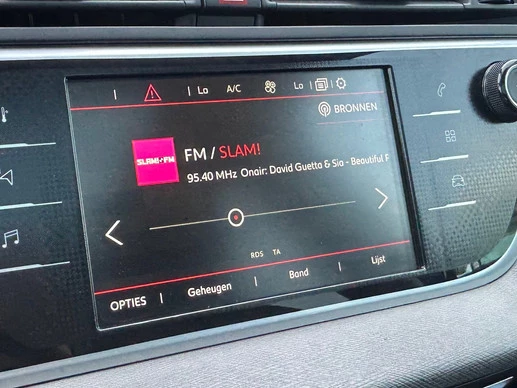 Lo A/C Lo
BRONNEN
SLAM! FM
FM / SLAM!
95.40 MHz Onair: David Guetta & Sia - Beautiful P
RDS TA
OPTIES Geheugen Band Lijst